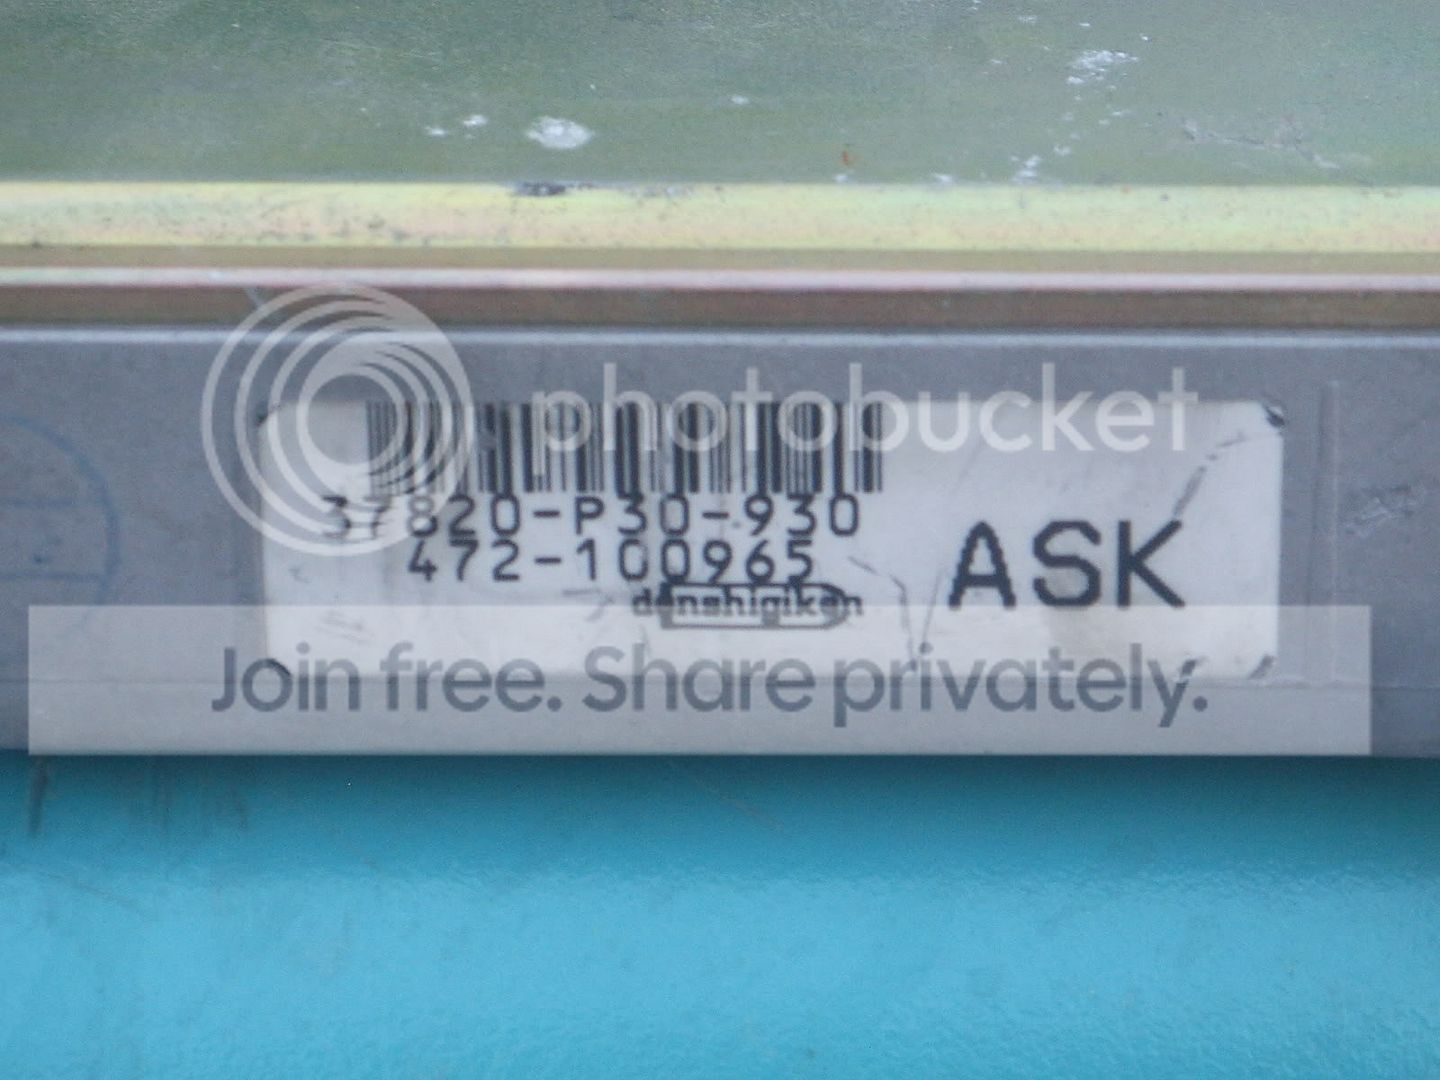 photobucket
37820-P30-930
472-100965
ASK
denshigiken
Join free. Share privately.